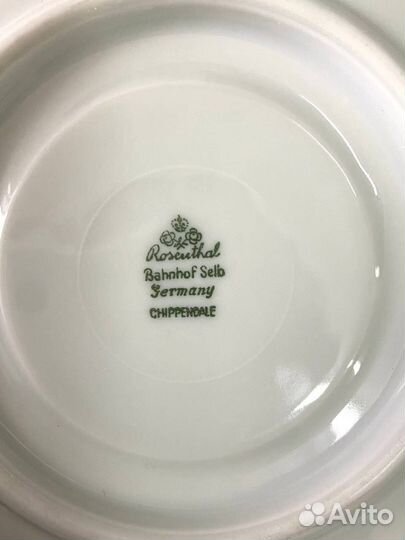 Rosenthal
Bahnhof Selb
Germany
CHIPPENDALE
Avito